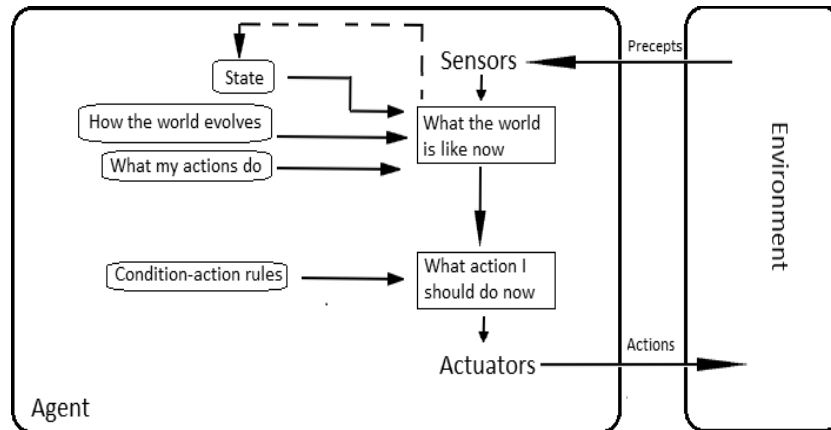 Precepts
Sensors
State
How the world evolves
What the world
is like now
What my actions do
Environment
Condition-action rules
What action I
should do now
Actions
Actuators
Agent